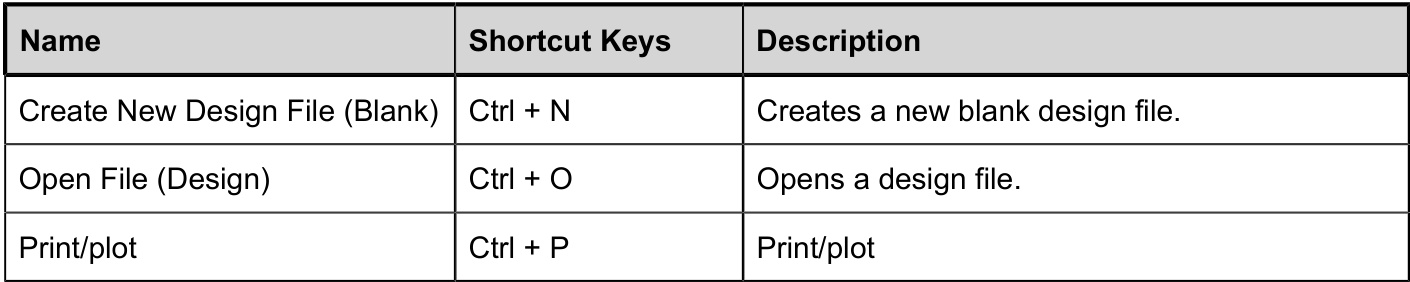 Name Shortcut Keys Description
Create New Design File (Blank) Ctrl + N Creates a new blank design file.
Open File (Design) Ctrl + O Opens a design file.
Print/plot Ctrl + P Print/plot